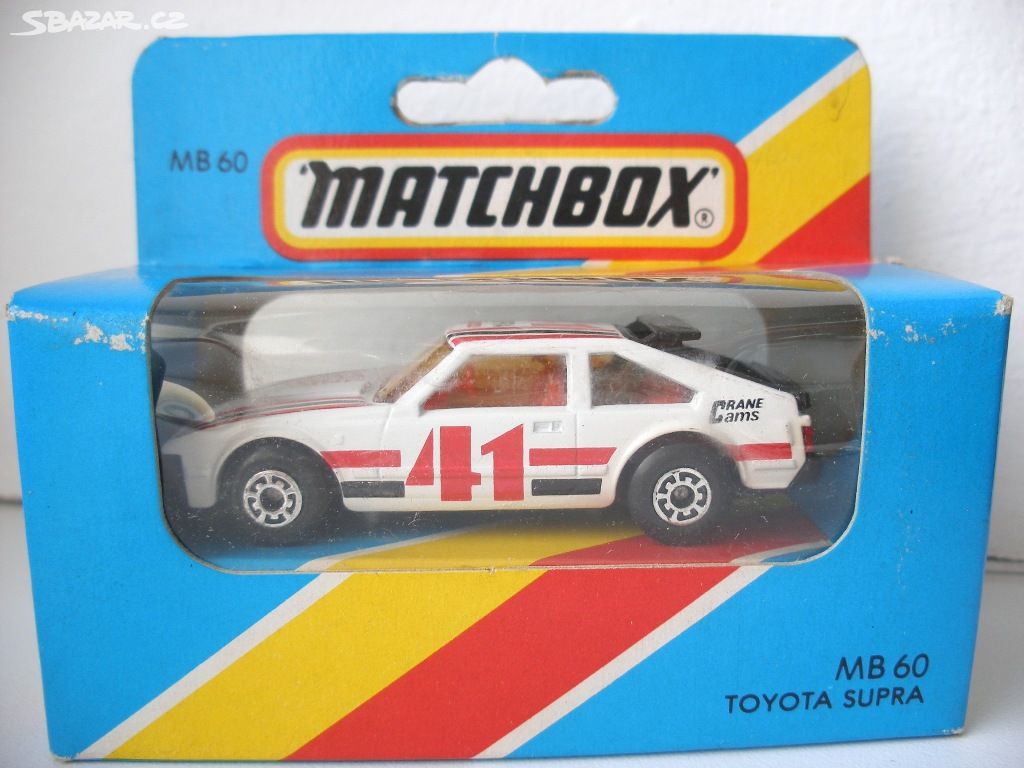 SBAZAR.CZ
MB 60
'MATCHBOX'®
41
CRANE
Cams
MB 60
TOYOTA SUPRA